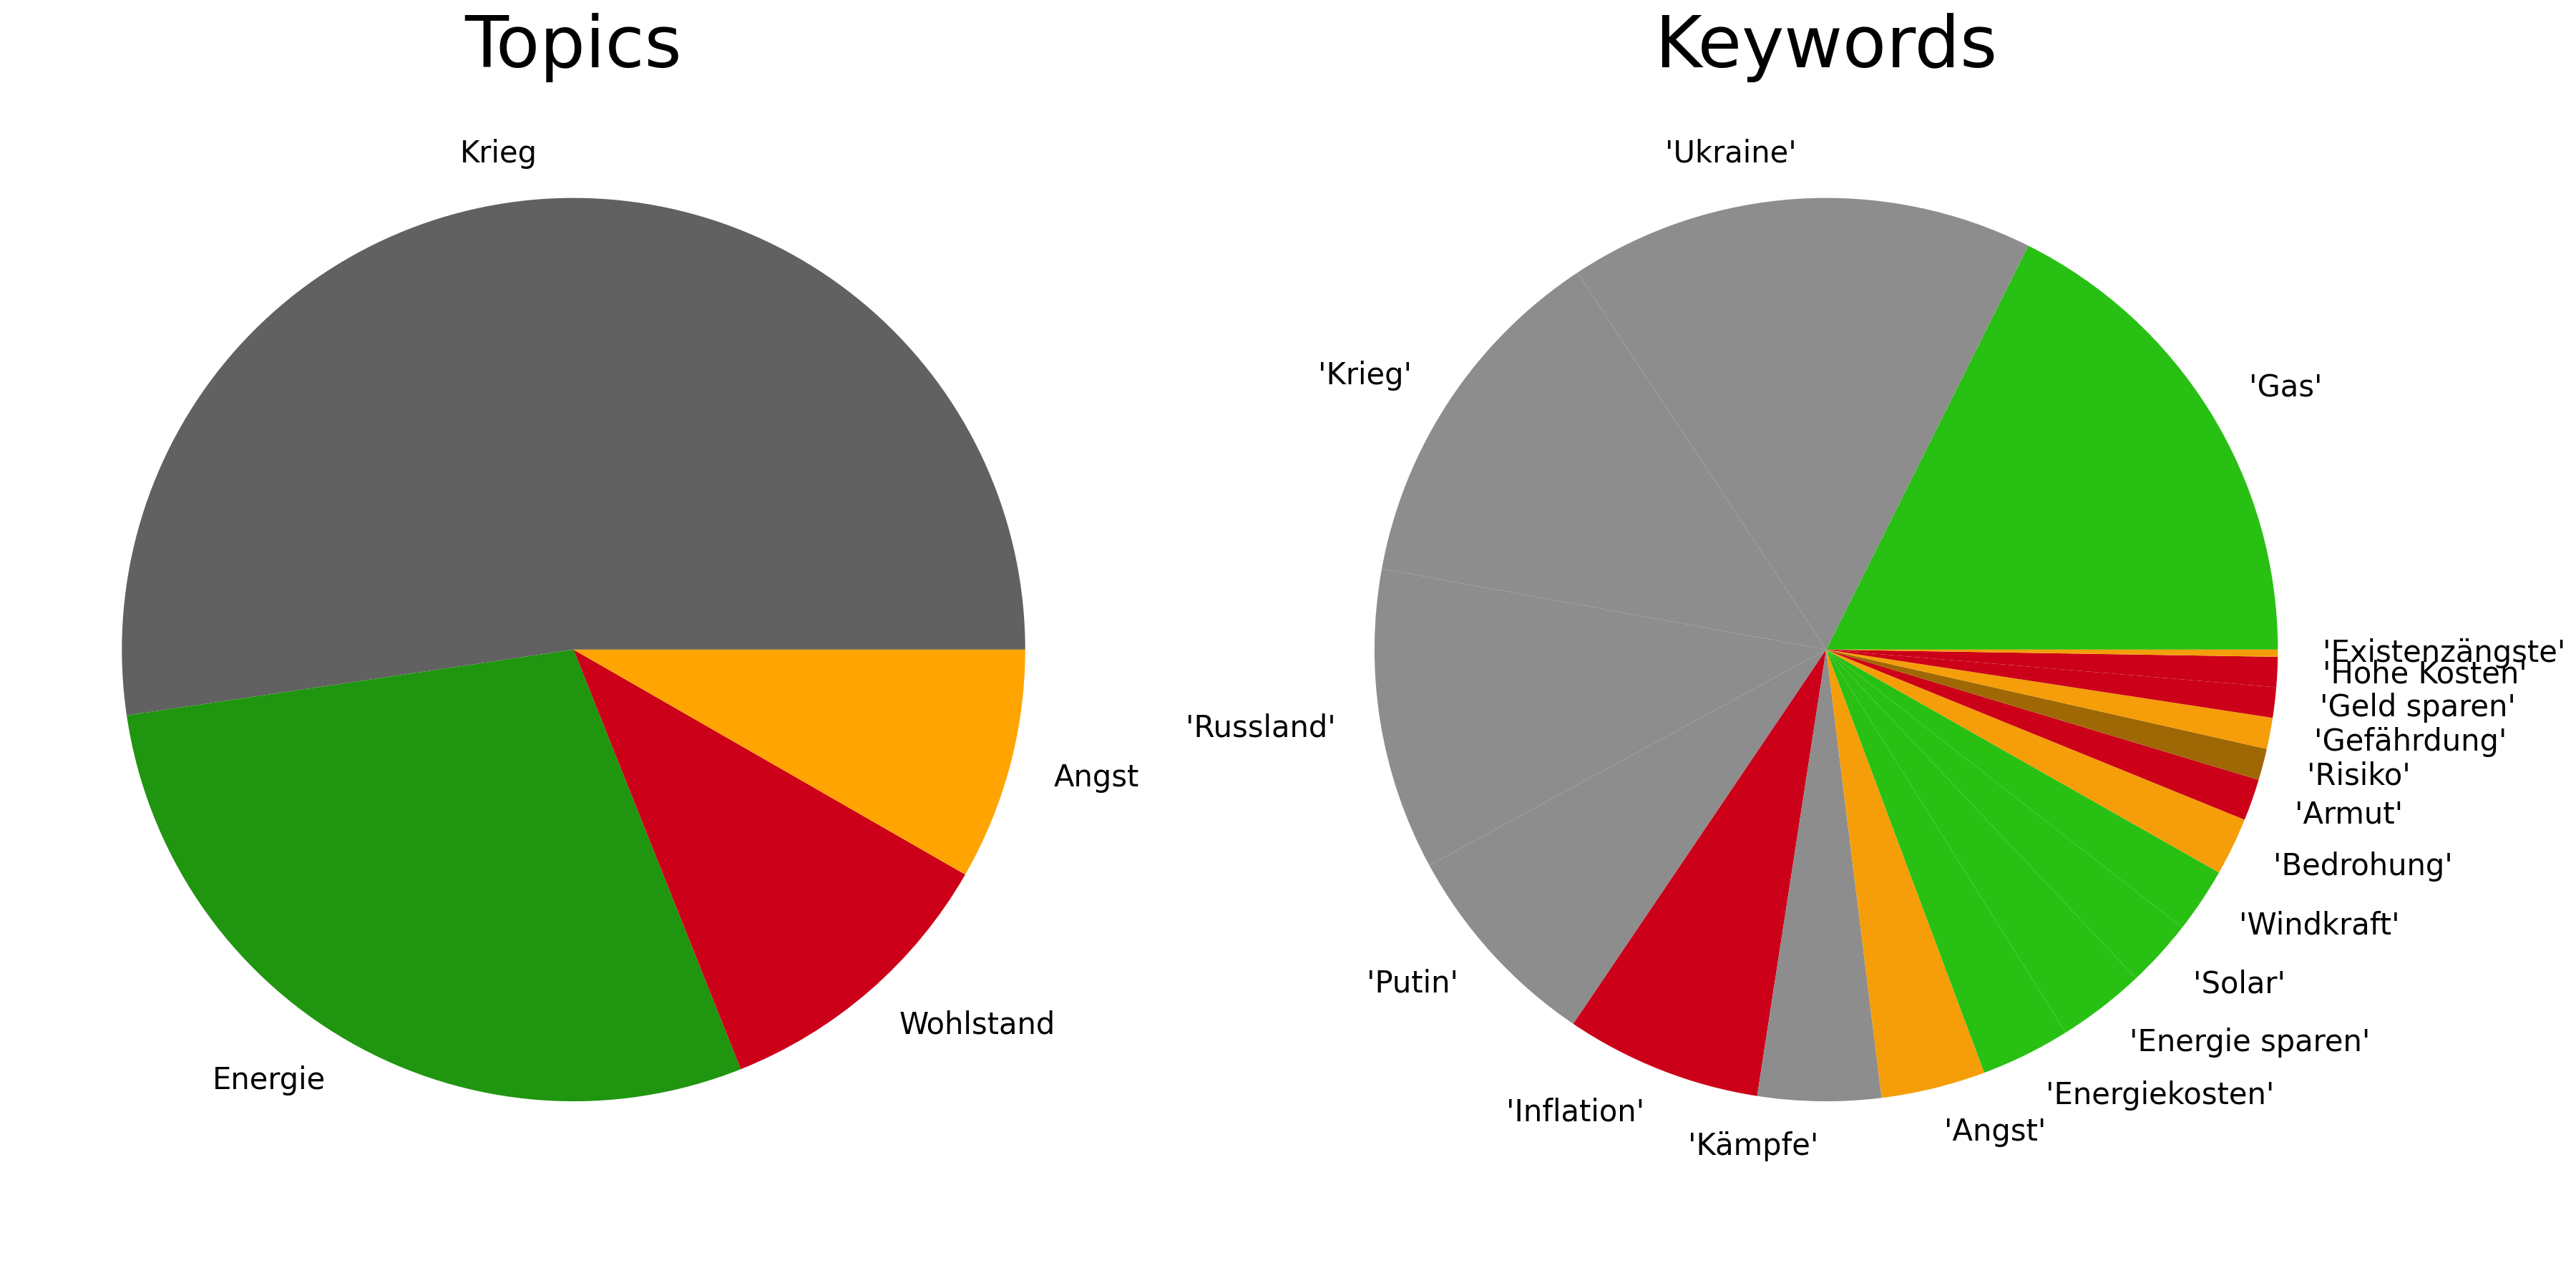 Topics
Krieg
Energie
Wohlstand
Angst
Keywords
'Ukraine'
'Gas'
'Krieg'
'Russland'
'Putin'
'Inflation'
'Kämpfe'
'Angst'
'Energiekosten'
'Energie sparen'
'Solar'
'Windkraft'
'Bedrohung'
'Armut'
'Risiko'
'Gefährdung'
'Geld sparen'
'Hohe Kosten'
'Existenzängste'